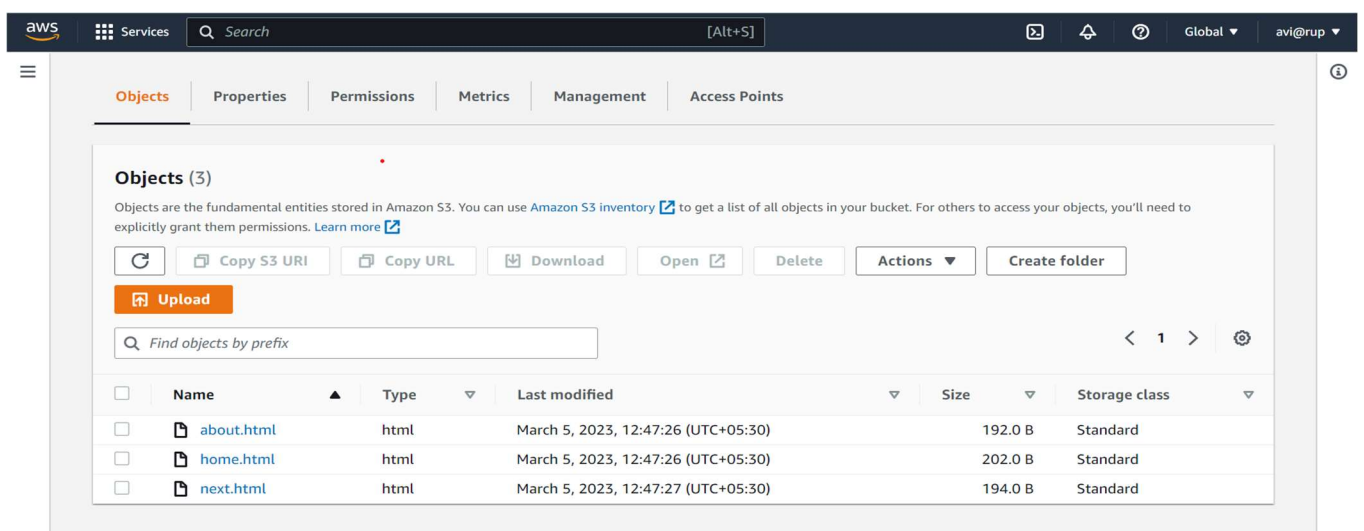 aws Services Search [Alt+S] Global avi@rup
Objects Properties Permissions Metrics Management Access Points
Objects (3)
Objects are the fundamental entities stored in Amazon S3. You can use Amazon S3 inventory to get a list of all objects in your bucket. For others to access your objects, you'll need to
explicitly grant them permissions. Learn more
Copy S3 URI Copy URL Download Open Delete Actions Create folder
Upload
Find objects by prefix 1
Name Type Last modified Size Storage class
about.html html March 5, 2023, 12:47:26 (UTC+05:30) 192.0 B Standard
home.html html March 5, 2023, 12:47:26 (UTC+05:30) 202.0 B Standard
next.html html March 5, 2023, 12:47:27 (UTC+05:30) 194.0 B Standard